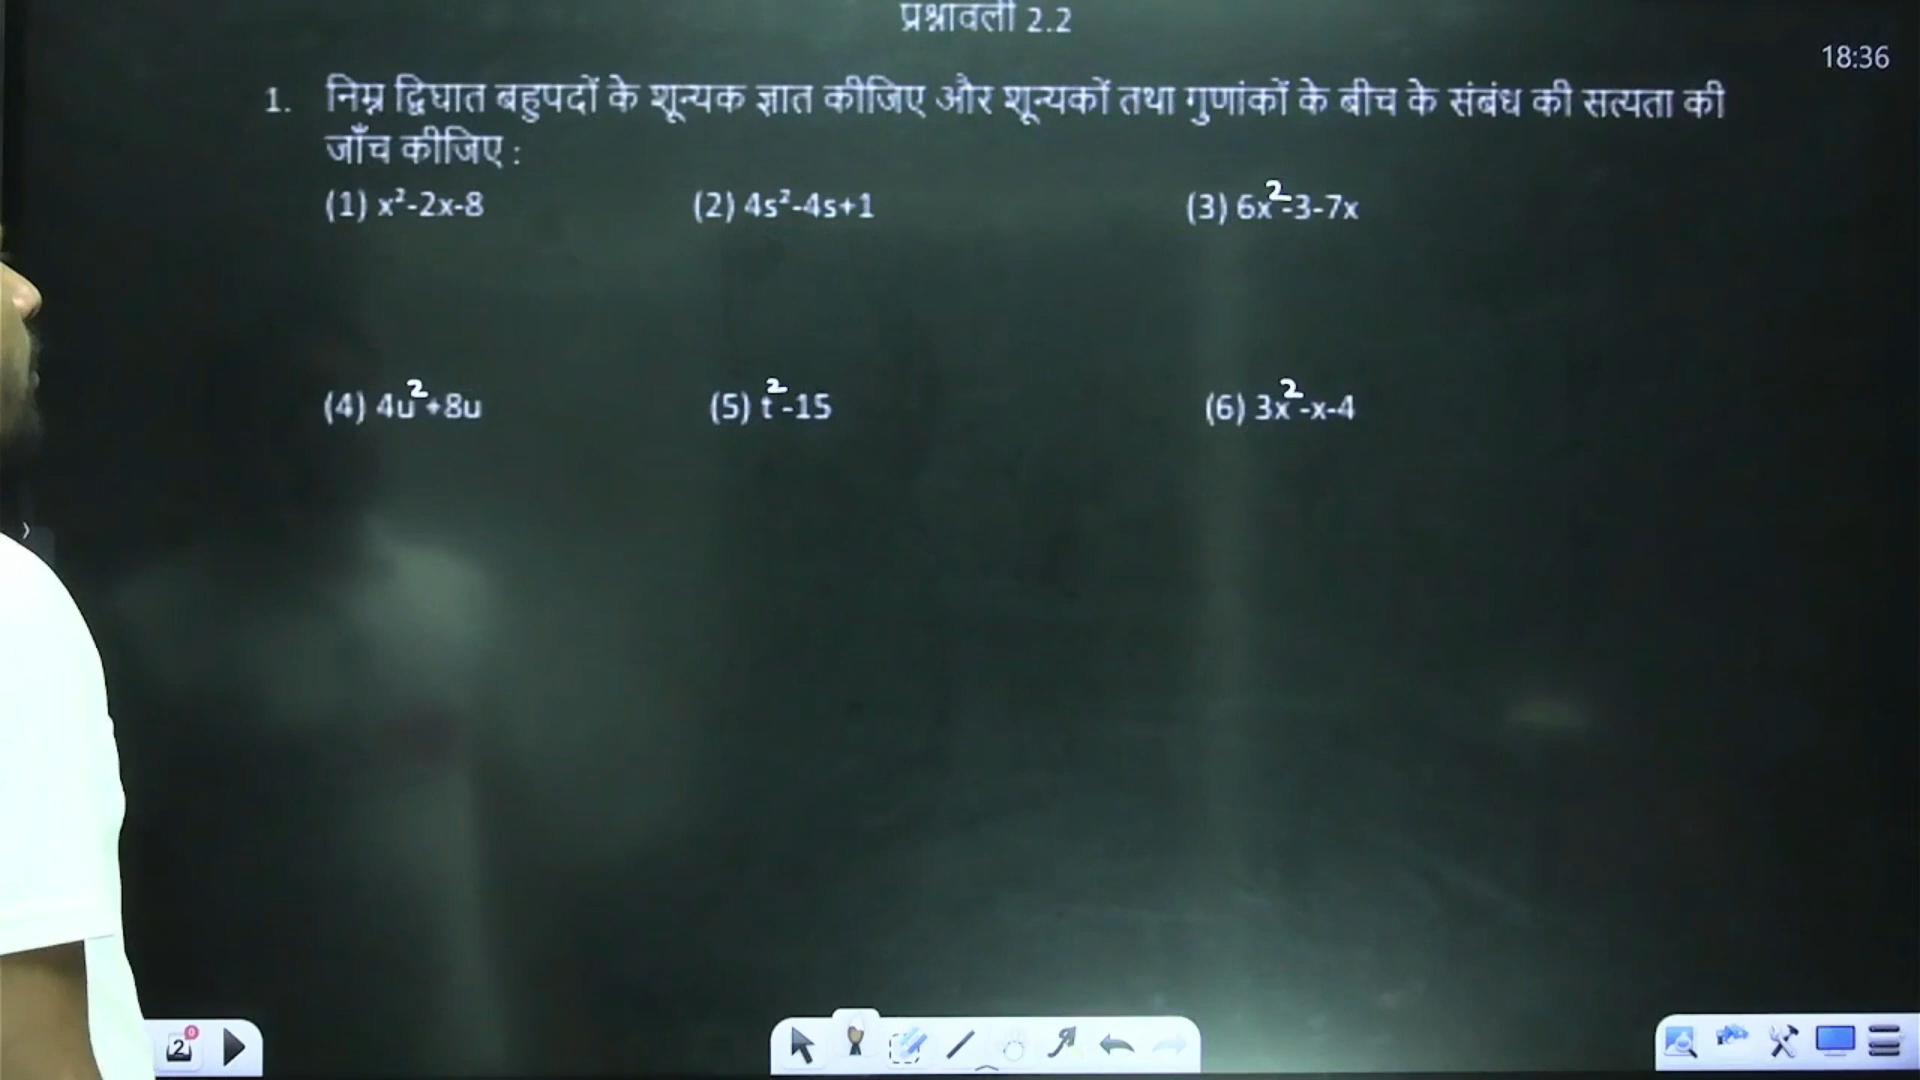 प्रश्नावली 2.2
18:36
1. निम्न द्विघात बहुपदों के शून्यक ज्ञात कीजिए और शून्यकों तथा गुणांकों के बीच के संबंध की सत्यता की
जाँच कीजिए :
(1) x²-2x-8 (2) 4s²-4s+1 (3) 6x²-3-7x
(4) 4u²+8u (5) t²-15 (6) 3x²-x-4
2 0